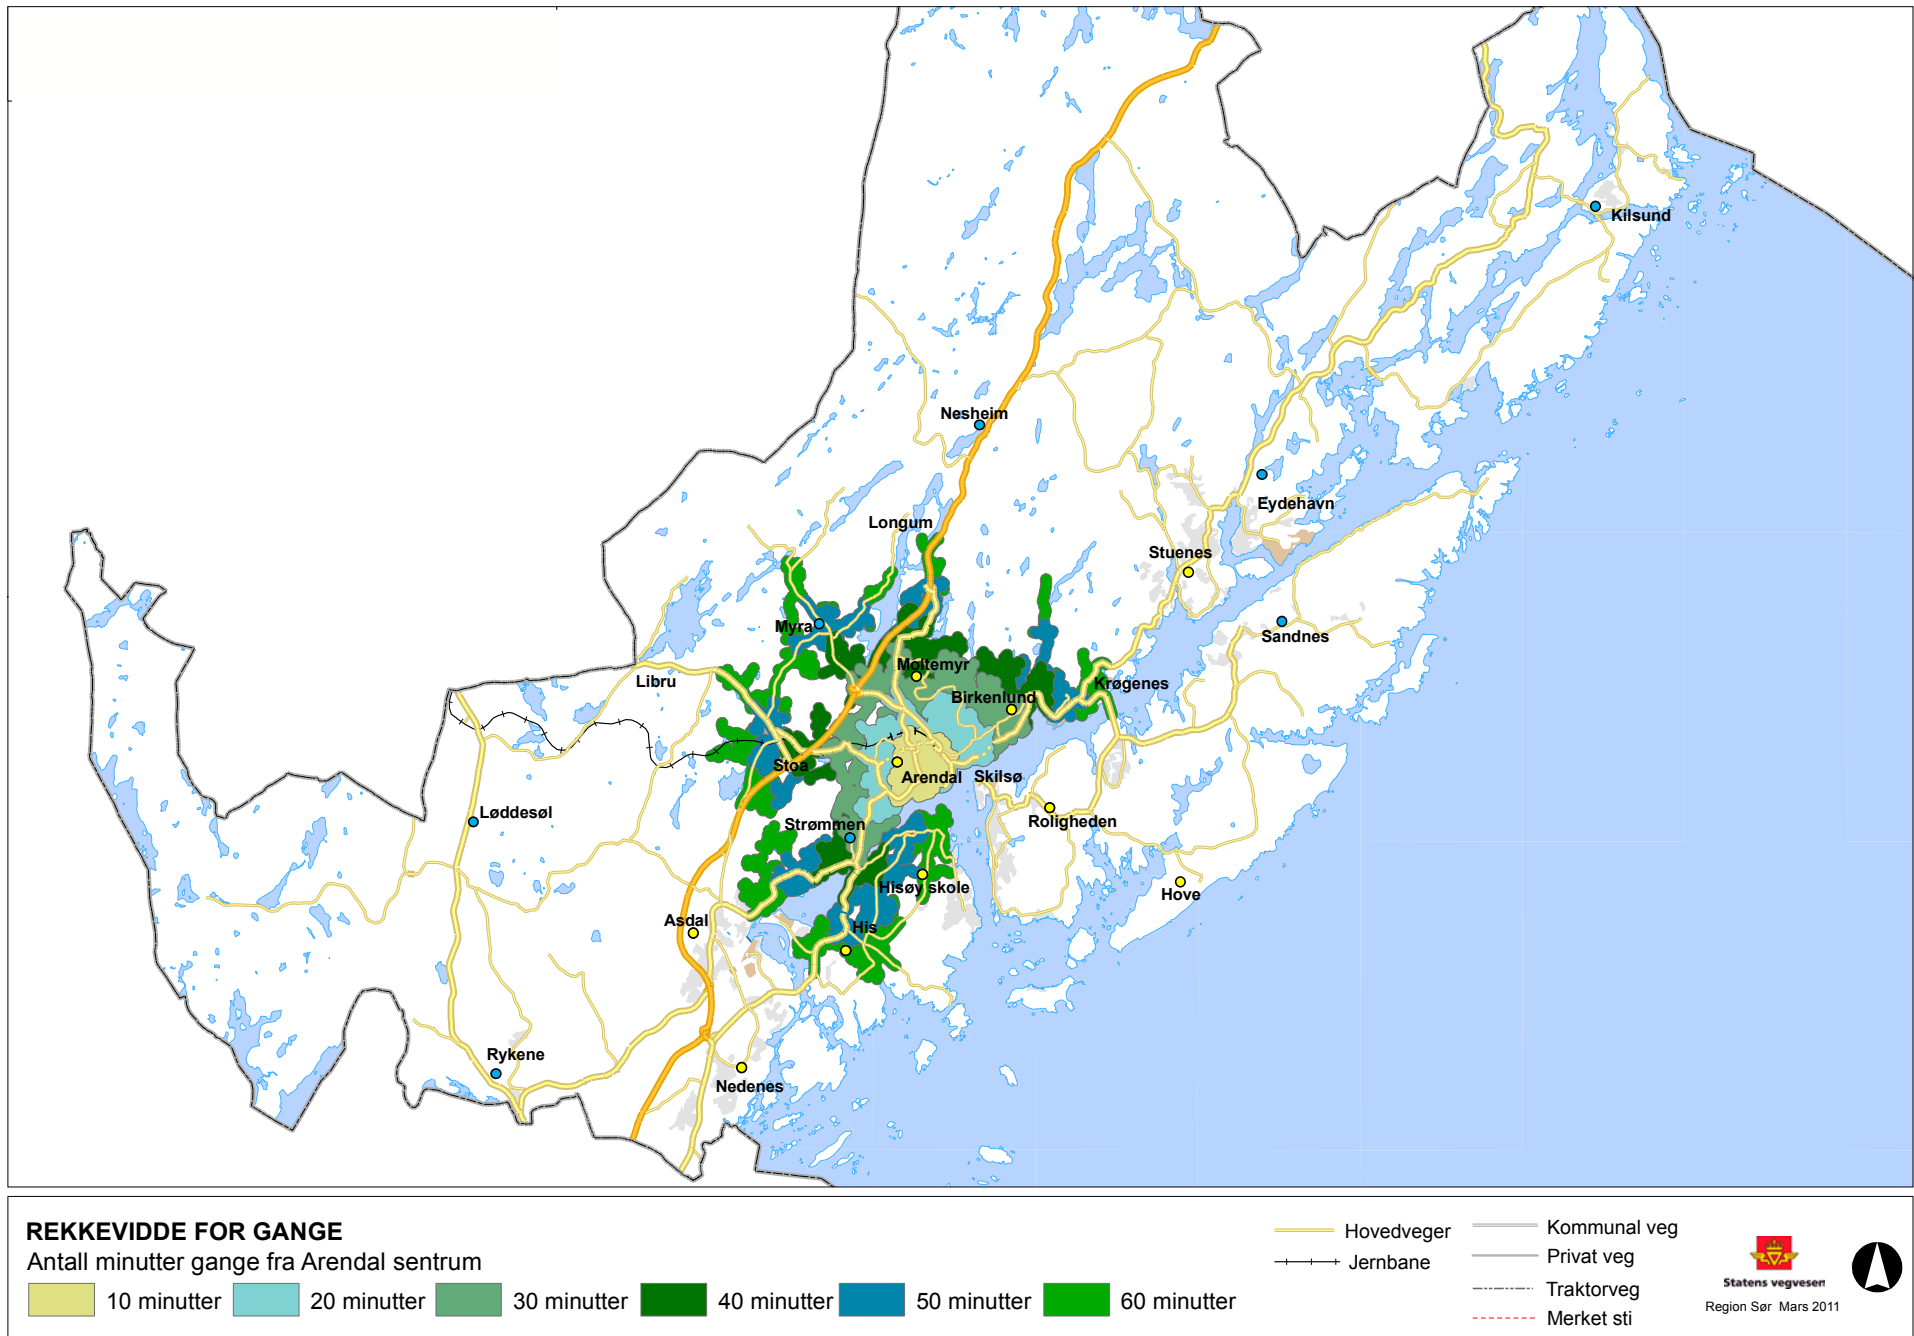 Kilsund
Nesheim
Eydehavn
Longum
Stuenes
Myra
Sandnes
Moltemyr
Libru
Krøgenes
Birkenlund
Stoa
Arendal
Skilsø
Løddesøl
Strømmen
Roligheden
Hisøy skole
Hove
Asdal
His
Rykene
Nedenes
REKKEVIDDE FOR GANGE
Antall minutter gange fra Arendal sentrum
10 minutter
20 minutter
30 minutter
40 minutter
50 minutter
60 minutter
Hovedveger
Jernbane
Kommunal veg
Privat veg
Traktorveg
Merket sti
Statens vegvesen
Region Sør Mars 2011